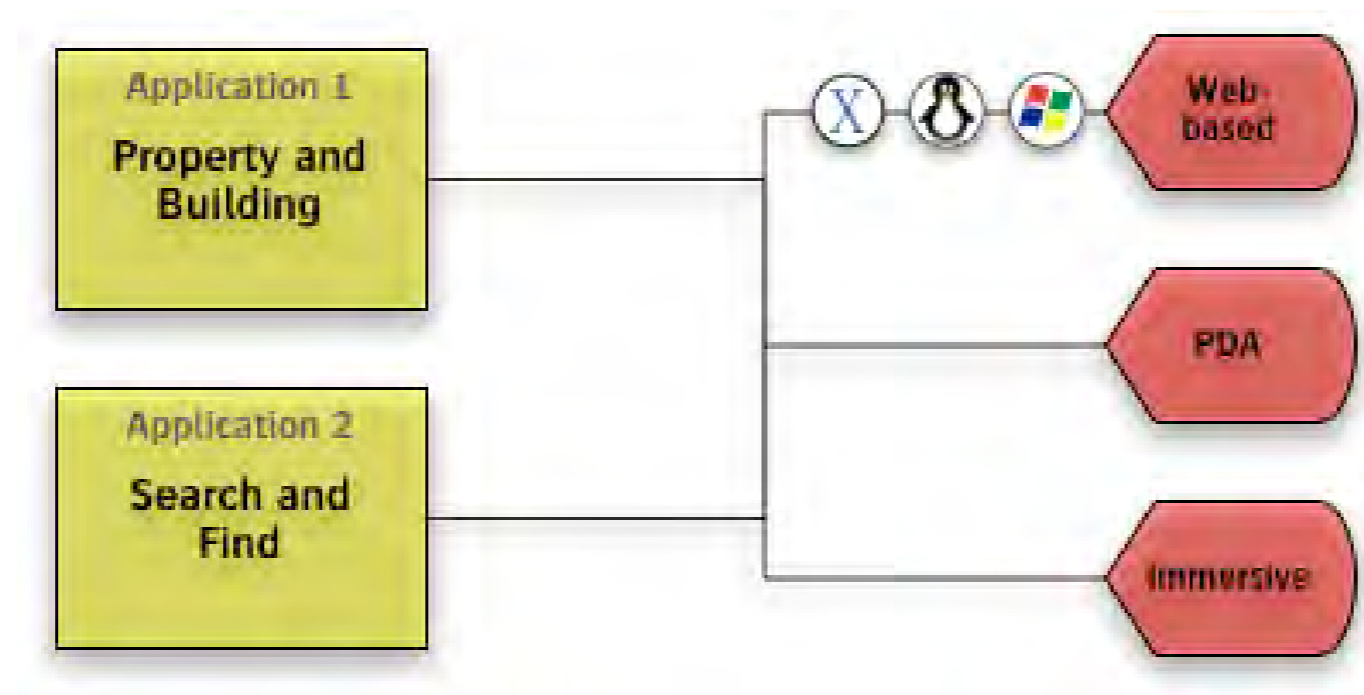 Application 1
Property and
Building
X
Web-
based
PDA
Application 2
Search and
Find
Immersive